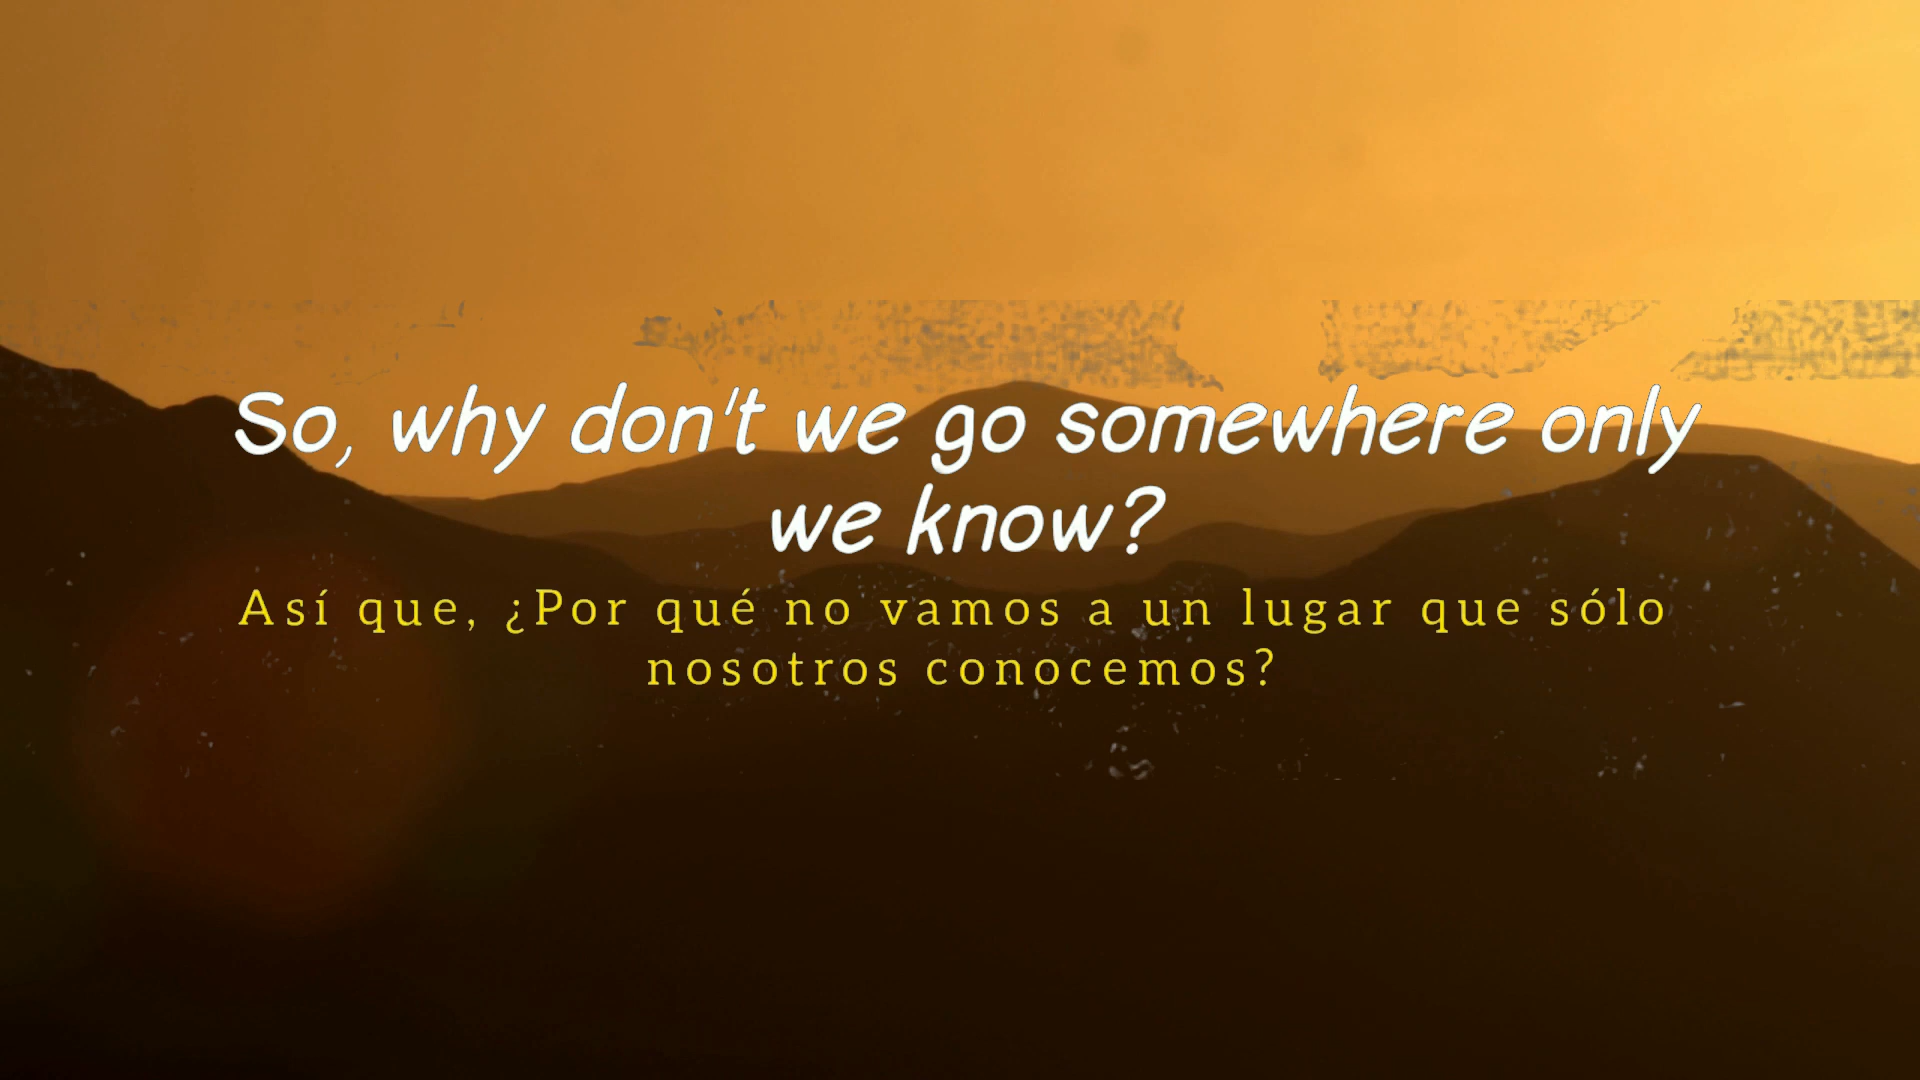 So, why don't we go somewhere only
we know?
Así que, ¿Por qué no vamos a un lugar que sólo
nosotros conocemos?